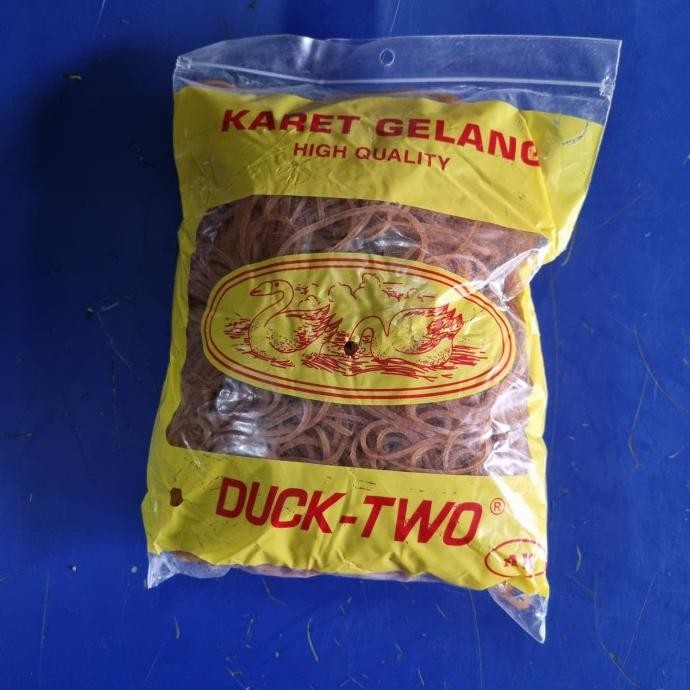 KARET GELANG
HIGH QUALITY
DUCK-TWO®